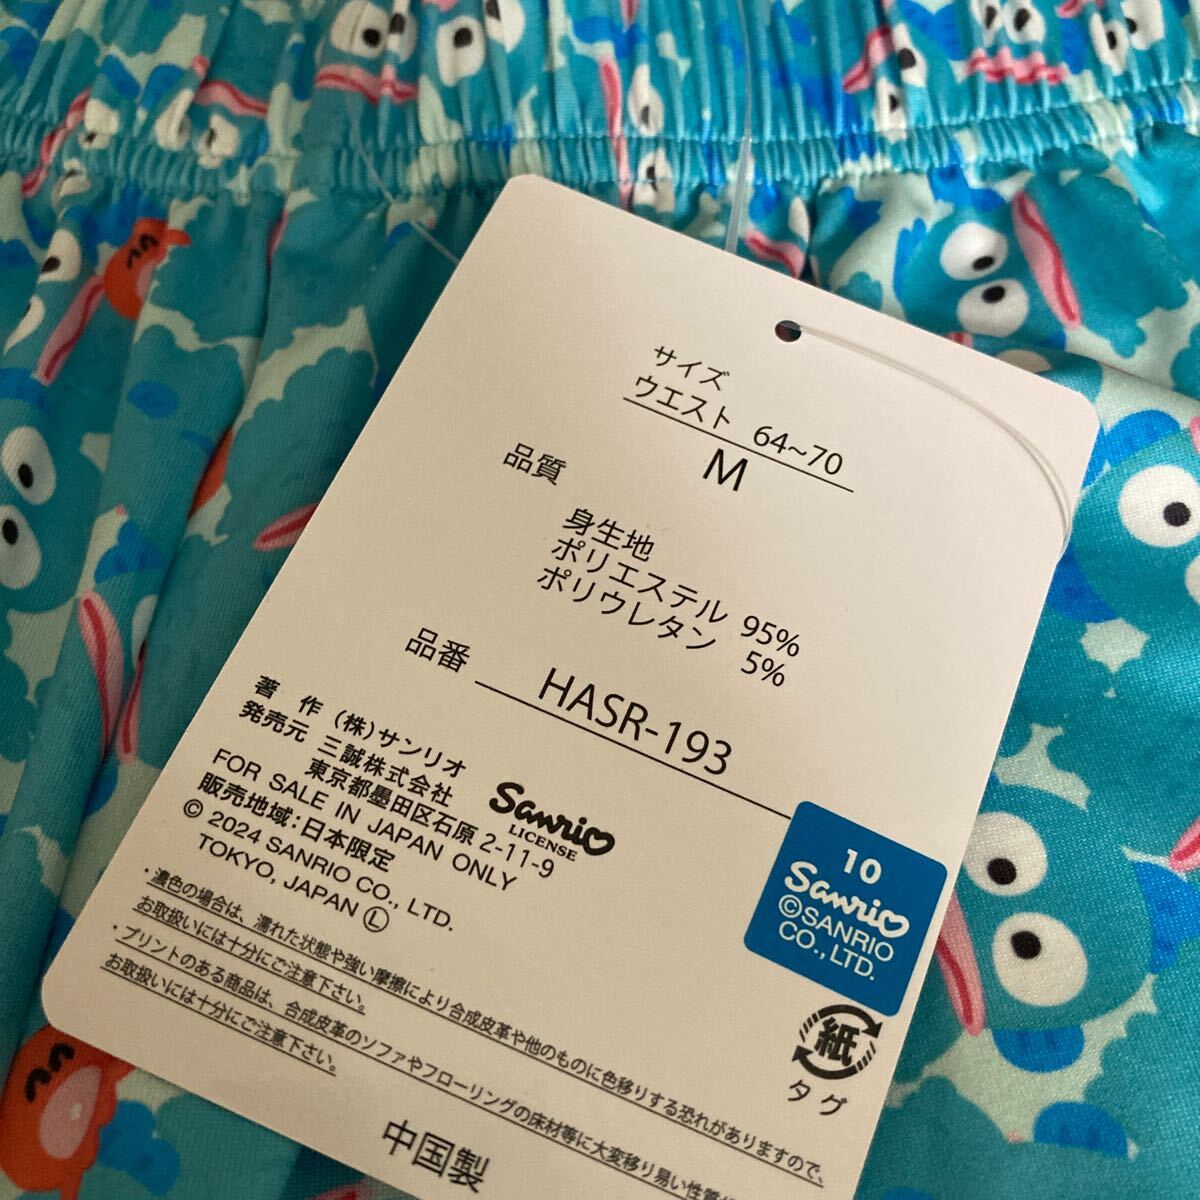 サイズ
ウエスト 64~70
M
品質
身生地
ポリエステル 95%
ポリウレタン 5%
品番 HASR-193
著 作 (株)サンリオ
発売元 三誠株式会社
東京都墨田区石原 2-11-9
FOR SALE IN JAPAN ONLY
販売地域:日本限定
© 2024 SANRIO CO., LTD.
TOKYO, JAPAN Ⓛ
Sanrio
LICENSE
10
Sanrio
©SANRIO
CO.,LTD.
・濃色の場合は、濡れた状態や強い摩擦により合成皮革や他のものに色移りする恐れがありますので、
お取扱いには十分にご注意下さい。
・プリントのある商品は、合成皮革のソファやフローリングの床材等に大変移り易い性質
お取扱いには十分にご注意下さい。
紙
タグ
中国製